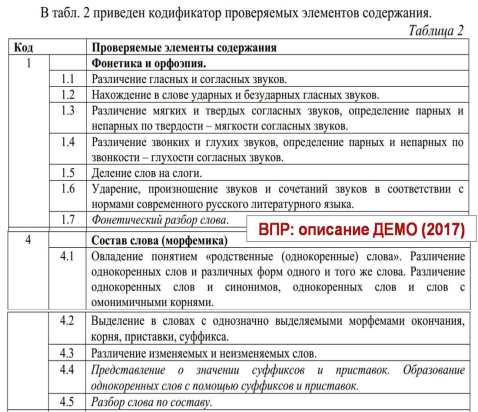 В табл. 2 приведен кодификатор проверяемых элементов содержания.
Таблица 2
Код Проверяемые элементы содержания
1 Фонетика и орфоэпия.
1.1 Различение гласных и согласных звуков.
1.2 Нахождение в слове ударных и безударных гласных звуков.
1.3 Различение мягких и твердых согласных звуков, определение парных и
непарных по твердости – мягкости согласных звуков.
1.4 Различение звонких и глухих звуков, определение парных и непарных по
звонкости – глухости согласных звуков.
1.5 Деление слов на слоги.
1.6 Ударение, произношение звуков и сочетаний звуков в соответствии с
нормами современного русского литературного языка.
1.7 Фонетический разбор слова.
ВПР: описание ДЕМО (2017)
4 Состав слова (морфемика)
4.1 Овладение понятием «родственные (однокоренные) слова». Различение
однокоренных слов и различных форм одного и того же слова. Различение
однокоренных слов и синонимов, однокоренных слов и слов с
омонимичными корнями.
4.2 Выделение в словах с однозначно выделяемыми морфемами окончания,
корня, приставки, суффикса.
4.3 Различение изменяемых и неизменяемых слов.
4.4 Представление о значении суффиксов и приставок. Образование
однокоренных слов с помощью суффиксов и приставок.
4.5 Разбор слова по составу.